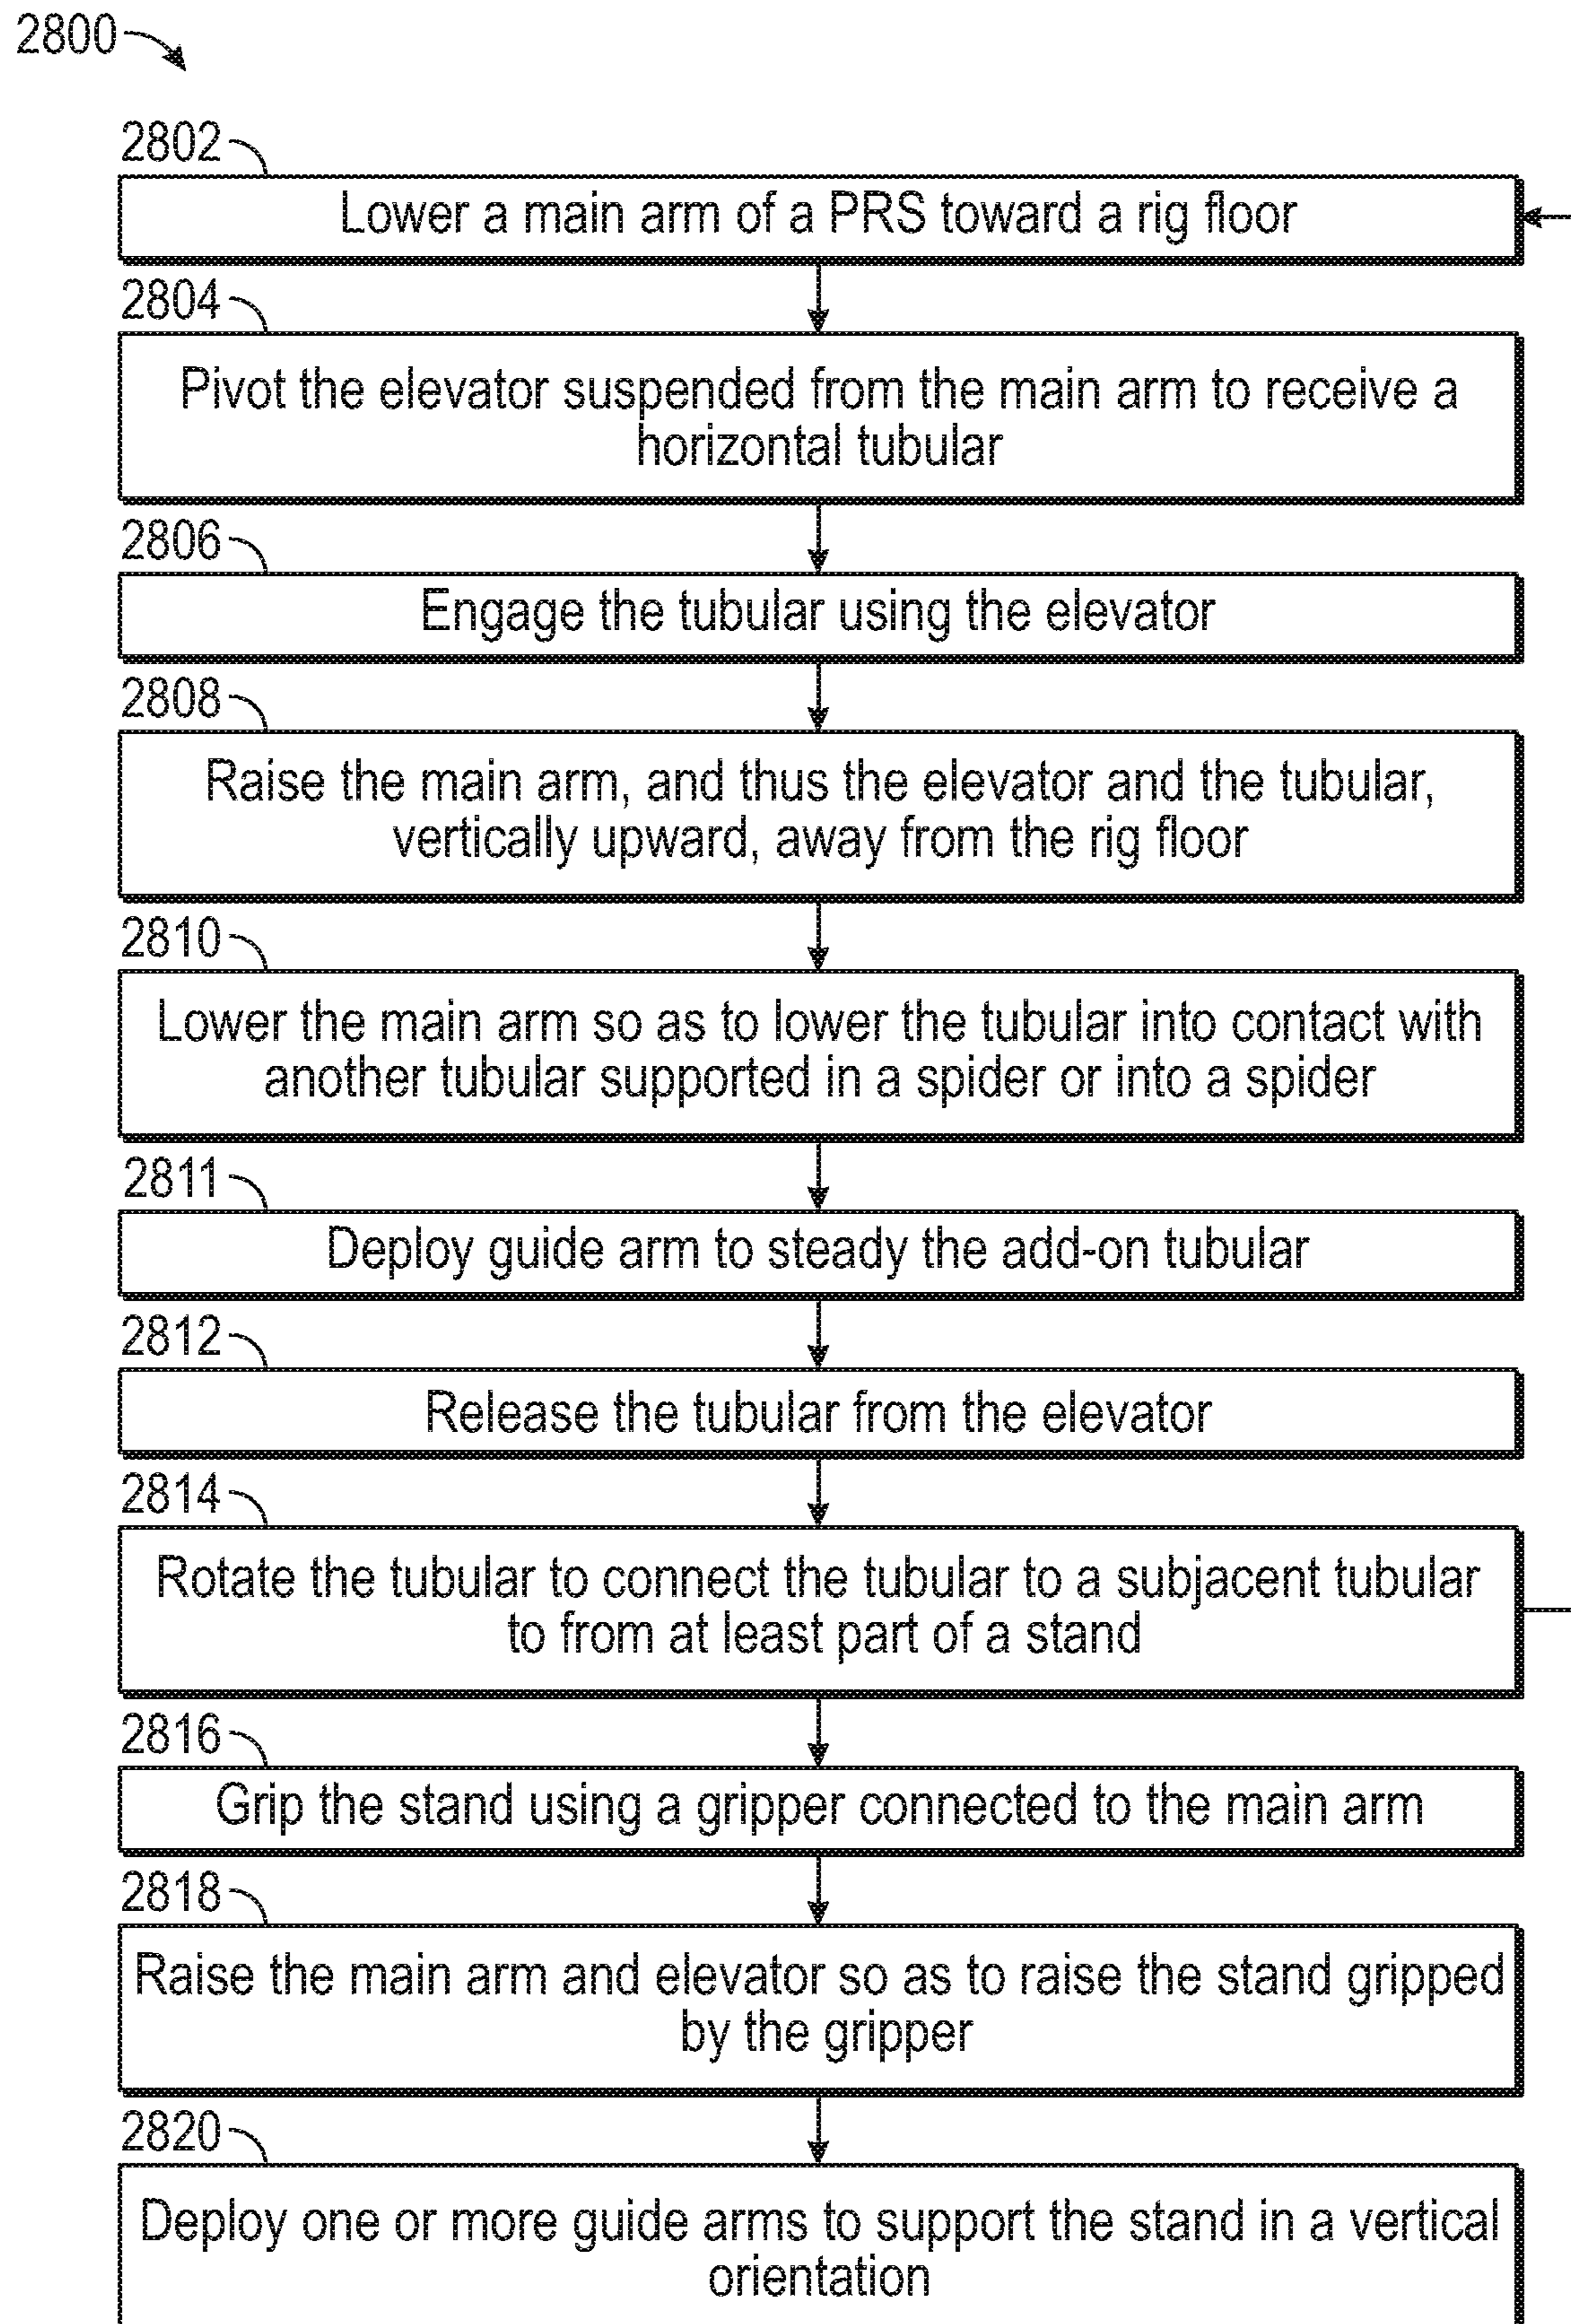 2800
2802
Lower a main arm of a PRS toward a rig floor
2804
Pivot the elevator suspended from the main arm to receive a
horizontal tubular
2806
Engage the tubular using the elevator
2808
Raise the main arm, and thus the elevator and the tubular,
vertically upward, away from the rig floor
2810
Lower the main arm so as to lower the tubular into contact with
another tubular supported in a spider or into a spider
2811
Deploy guide arm to steady the add-on tubular
2812
Release the tubular from the elevator
2814
Rotate the tubular to connect the tubular to a subjacent tubular
to from at least part of a stand
2816
Grip the stand using a gripper connected to the main arm
2818
Raise the main arm and elevator so as to raise the stand gripped
by the gripper
2820
Deploy one or more guide arms to support the stand in a vertical
orientation